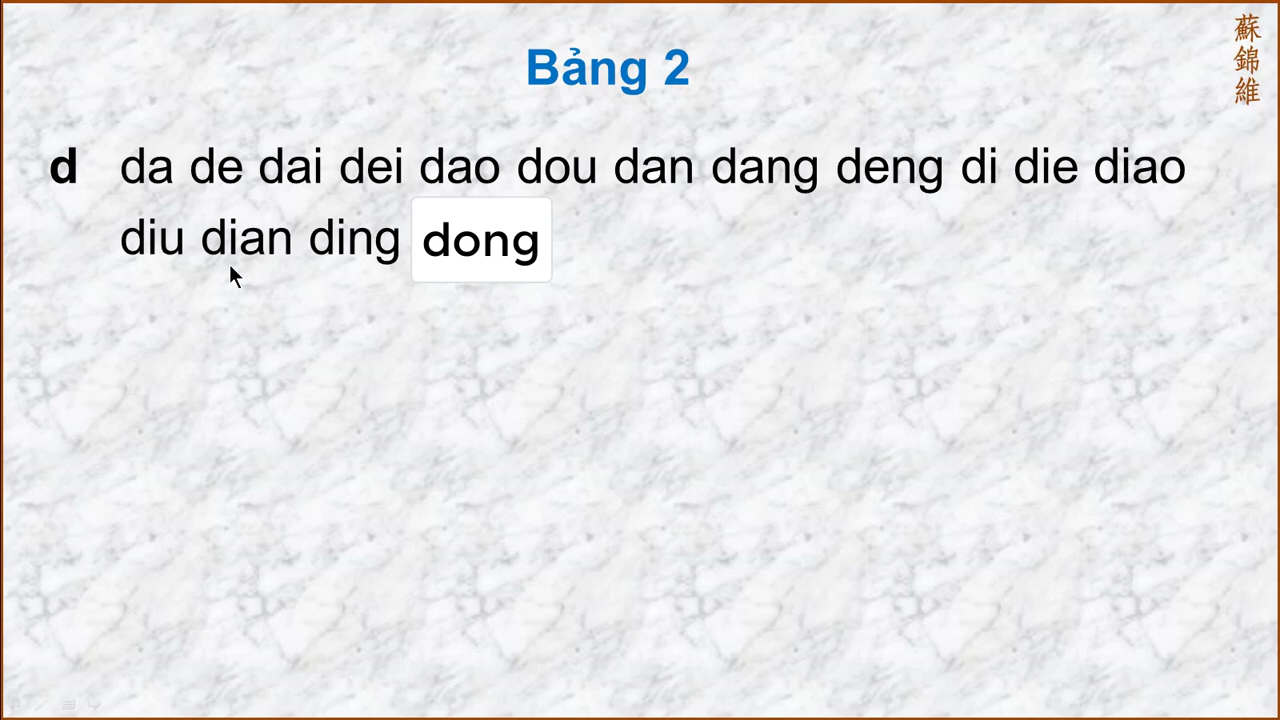 Bảng 2
蘇錦維
d da de dai dei dao dou dan dang deng di die diao
diu dian ding dong